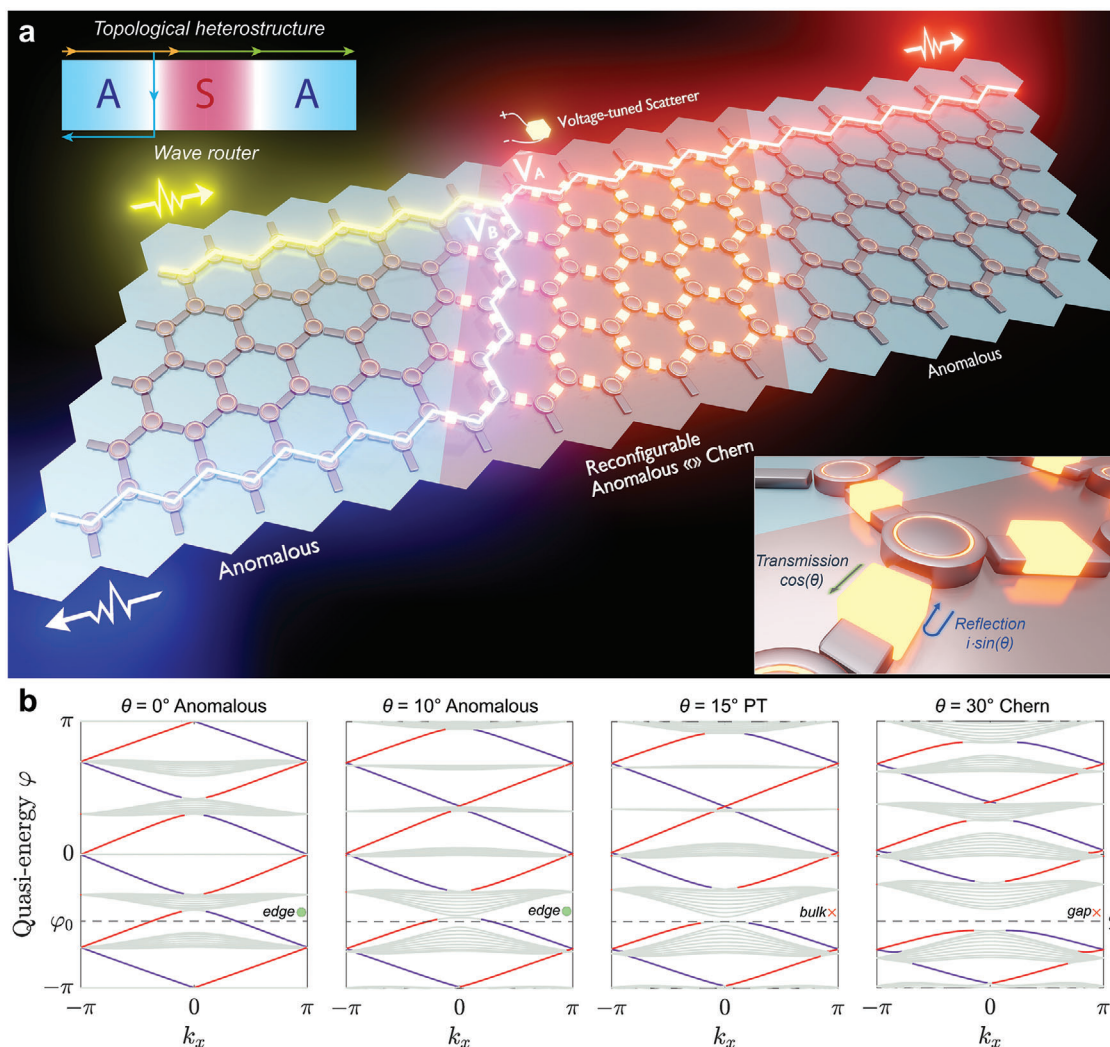 a
Topological heterostructure
A S A
Wave router
+
-
Voltage-tuned Scatterer
V_A
V_B
Anomalous
Reconfigurable
Anomalous «» Chern
Anomalous
Transmission
cos(θ)
Reflection
i·sin(θ)
b
θ = 0° Anomalous
θ = 10° Anomalous
θ = 15° PT
θ = 30° Chern
Quasi-energy φ
π
0
φ₀
−π
edge
edge
bulk
gap
−π 0 π
−π 0 π
−π 0 π
−π 0 π
k_x
k_x
k_x
k_x